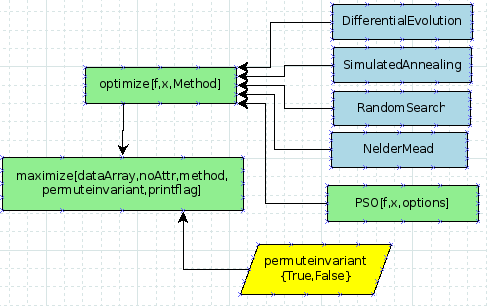 DifferentialEvolution
SimulatedAnnealing
RandomSearch
NelderMead
PSO[f,x,options]
optimize[f,x,Method]
maximize[dataArray,noAttr,method,
permuteinvariant,printflag]
permuteinvariant
{True,False}